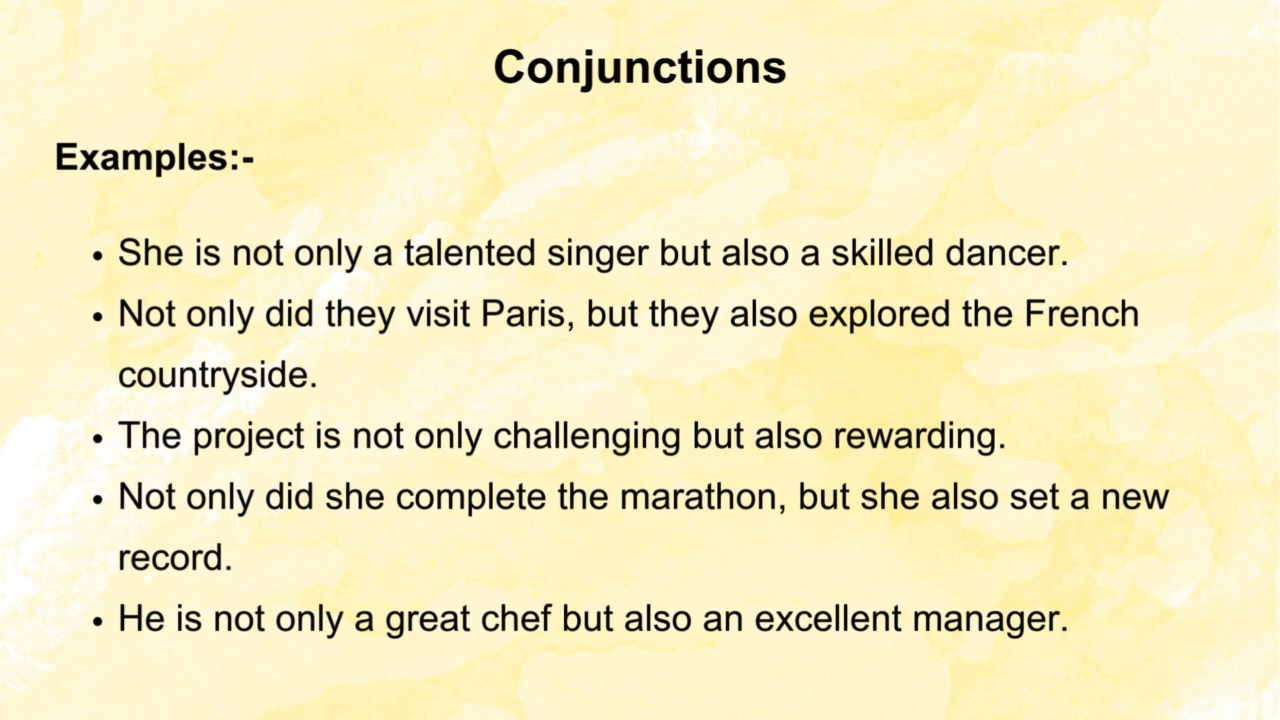 Conjunctions
Examples:-
• She is not only a talented singer but also a skilled dancer.
• Not only did they visit Paris, but they also explored the French
countryside.
• The project is not only challenging but also rewarding.
• Not only did she complete the marathon, but she also set a new
record.
• He is not only a great chef but also an excellent manager.